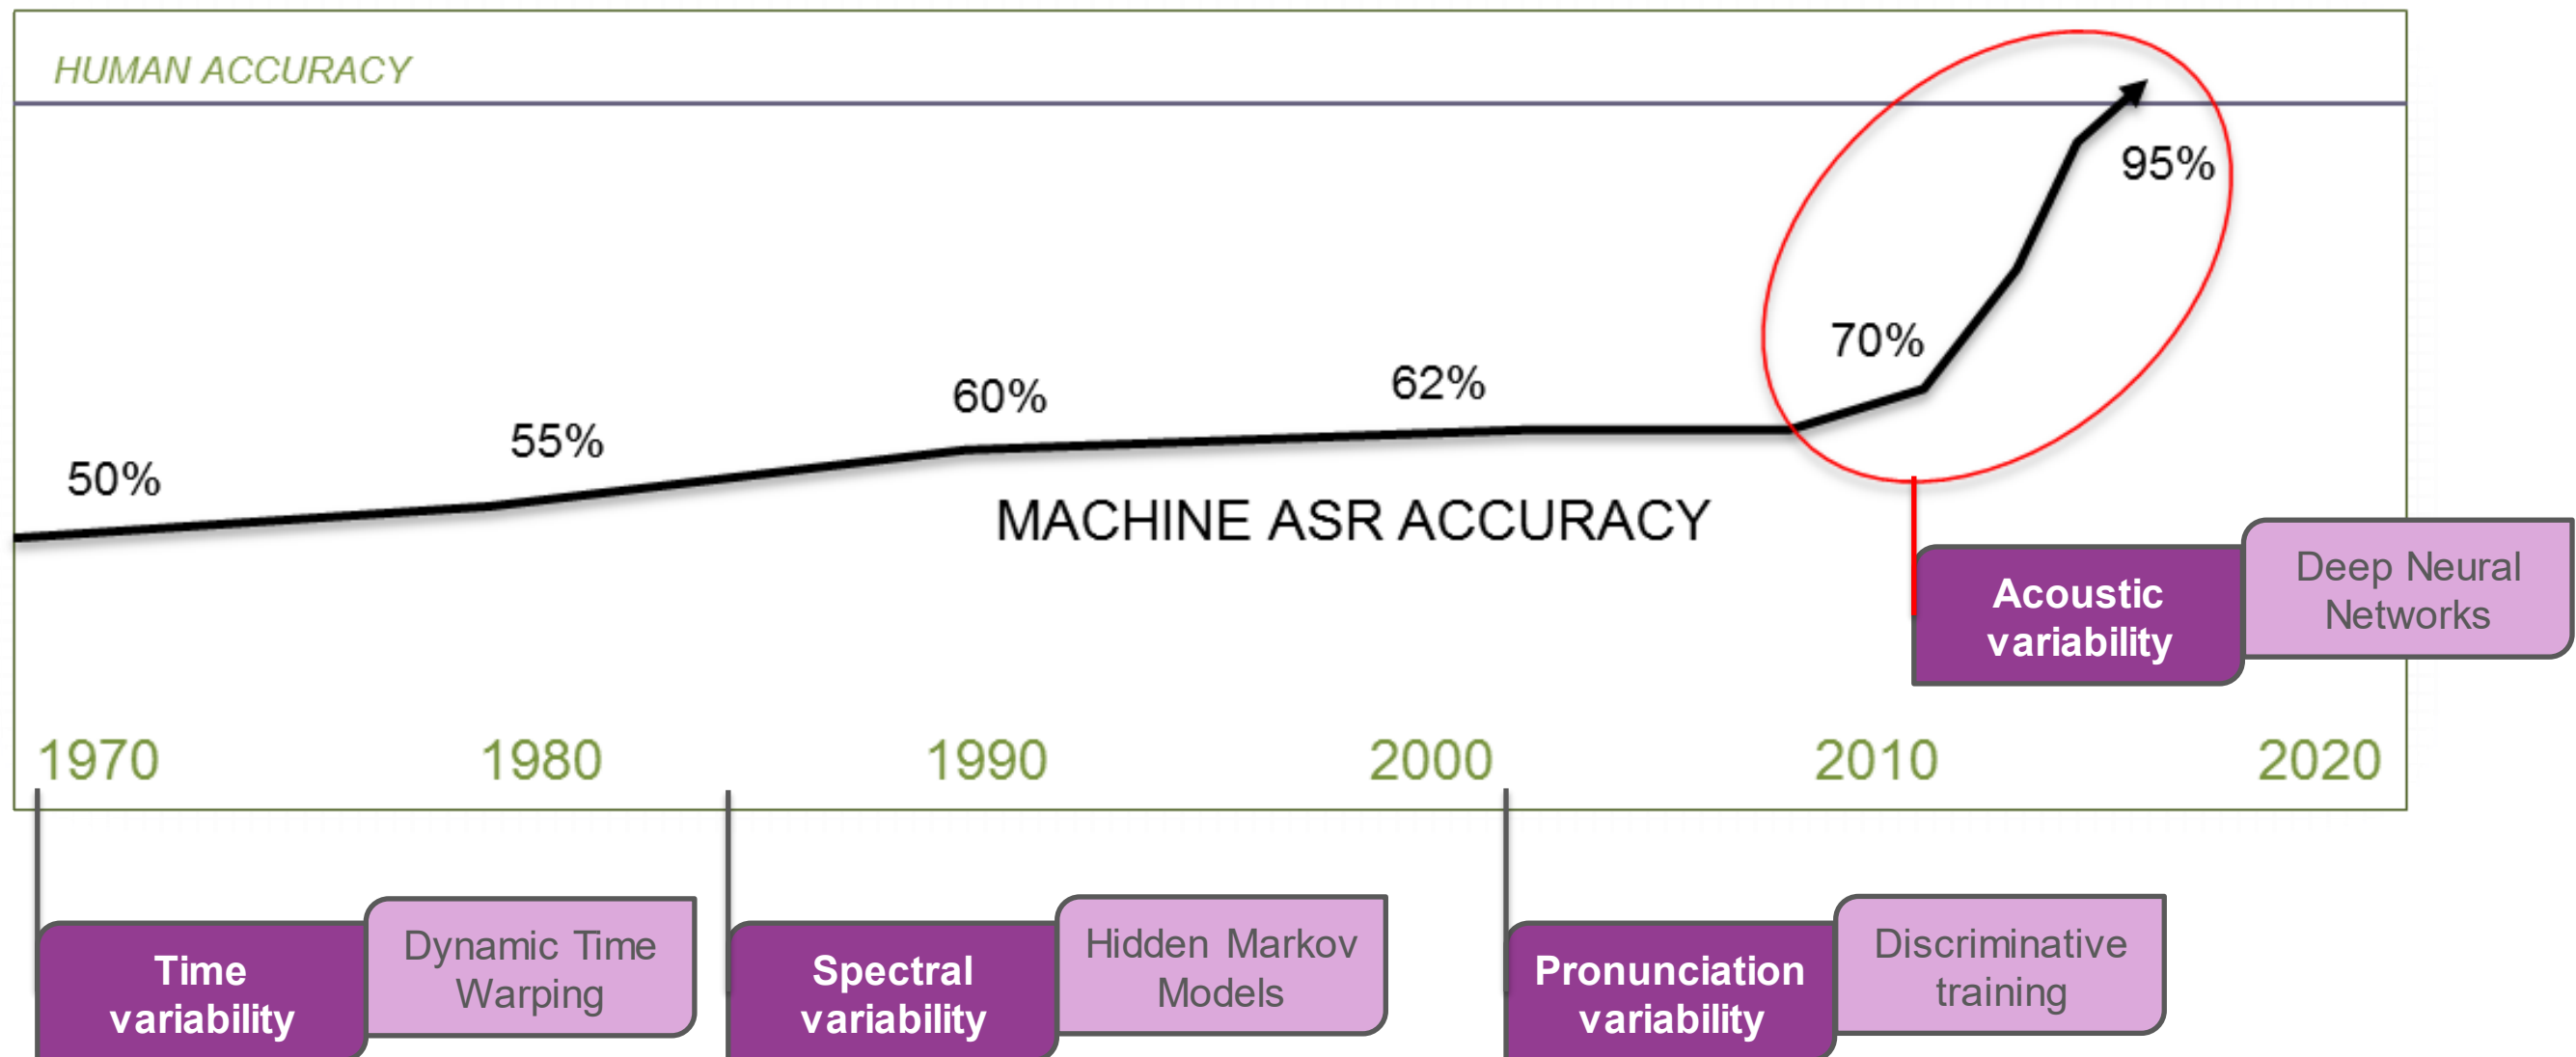 HUMAN ACCURACY
95%
70%
62%
60%
55%
50%
MACHINE ASR ACCURACY
Deep Neural
Networks
Acoustic
variability
1970 1980 1990 2000 2010 2020
Time
variability
Dynamic Time
Warping
Spectral
variability
Hidden Markov
Models
Pronunciation
variability
Discriminative
training